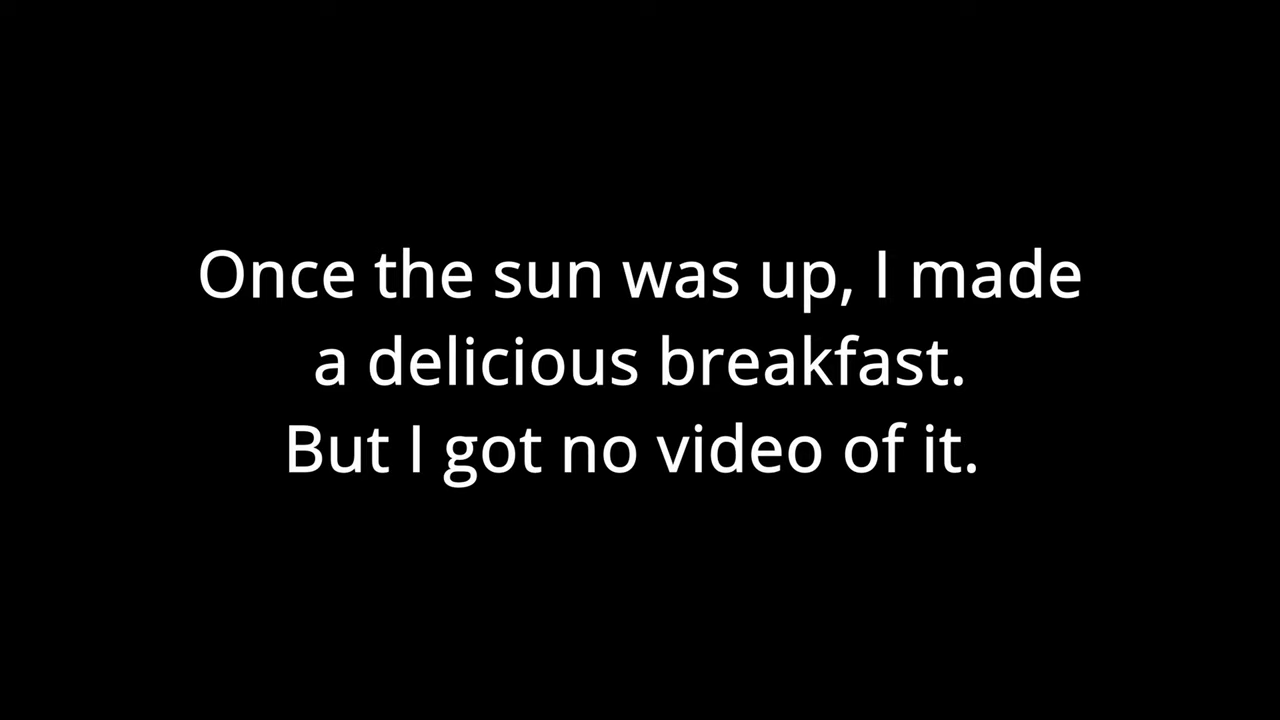 Once the sun was up, I made
a delicious breakfast.
But I got no video of it.